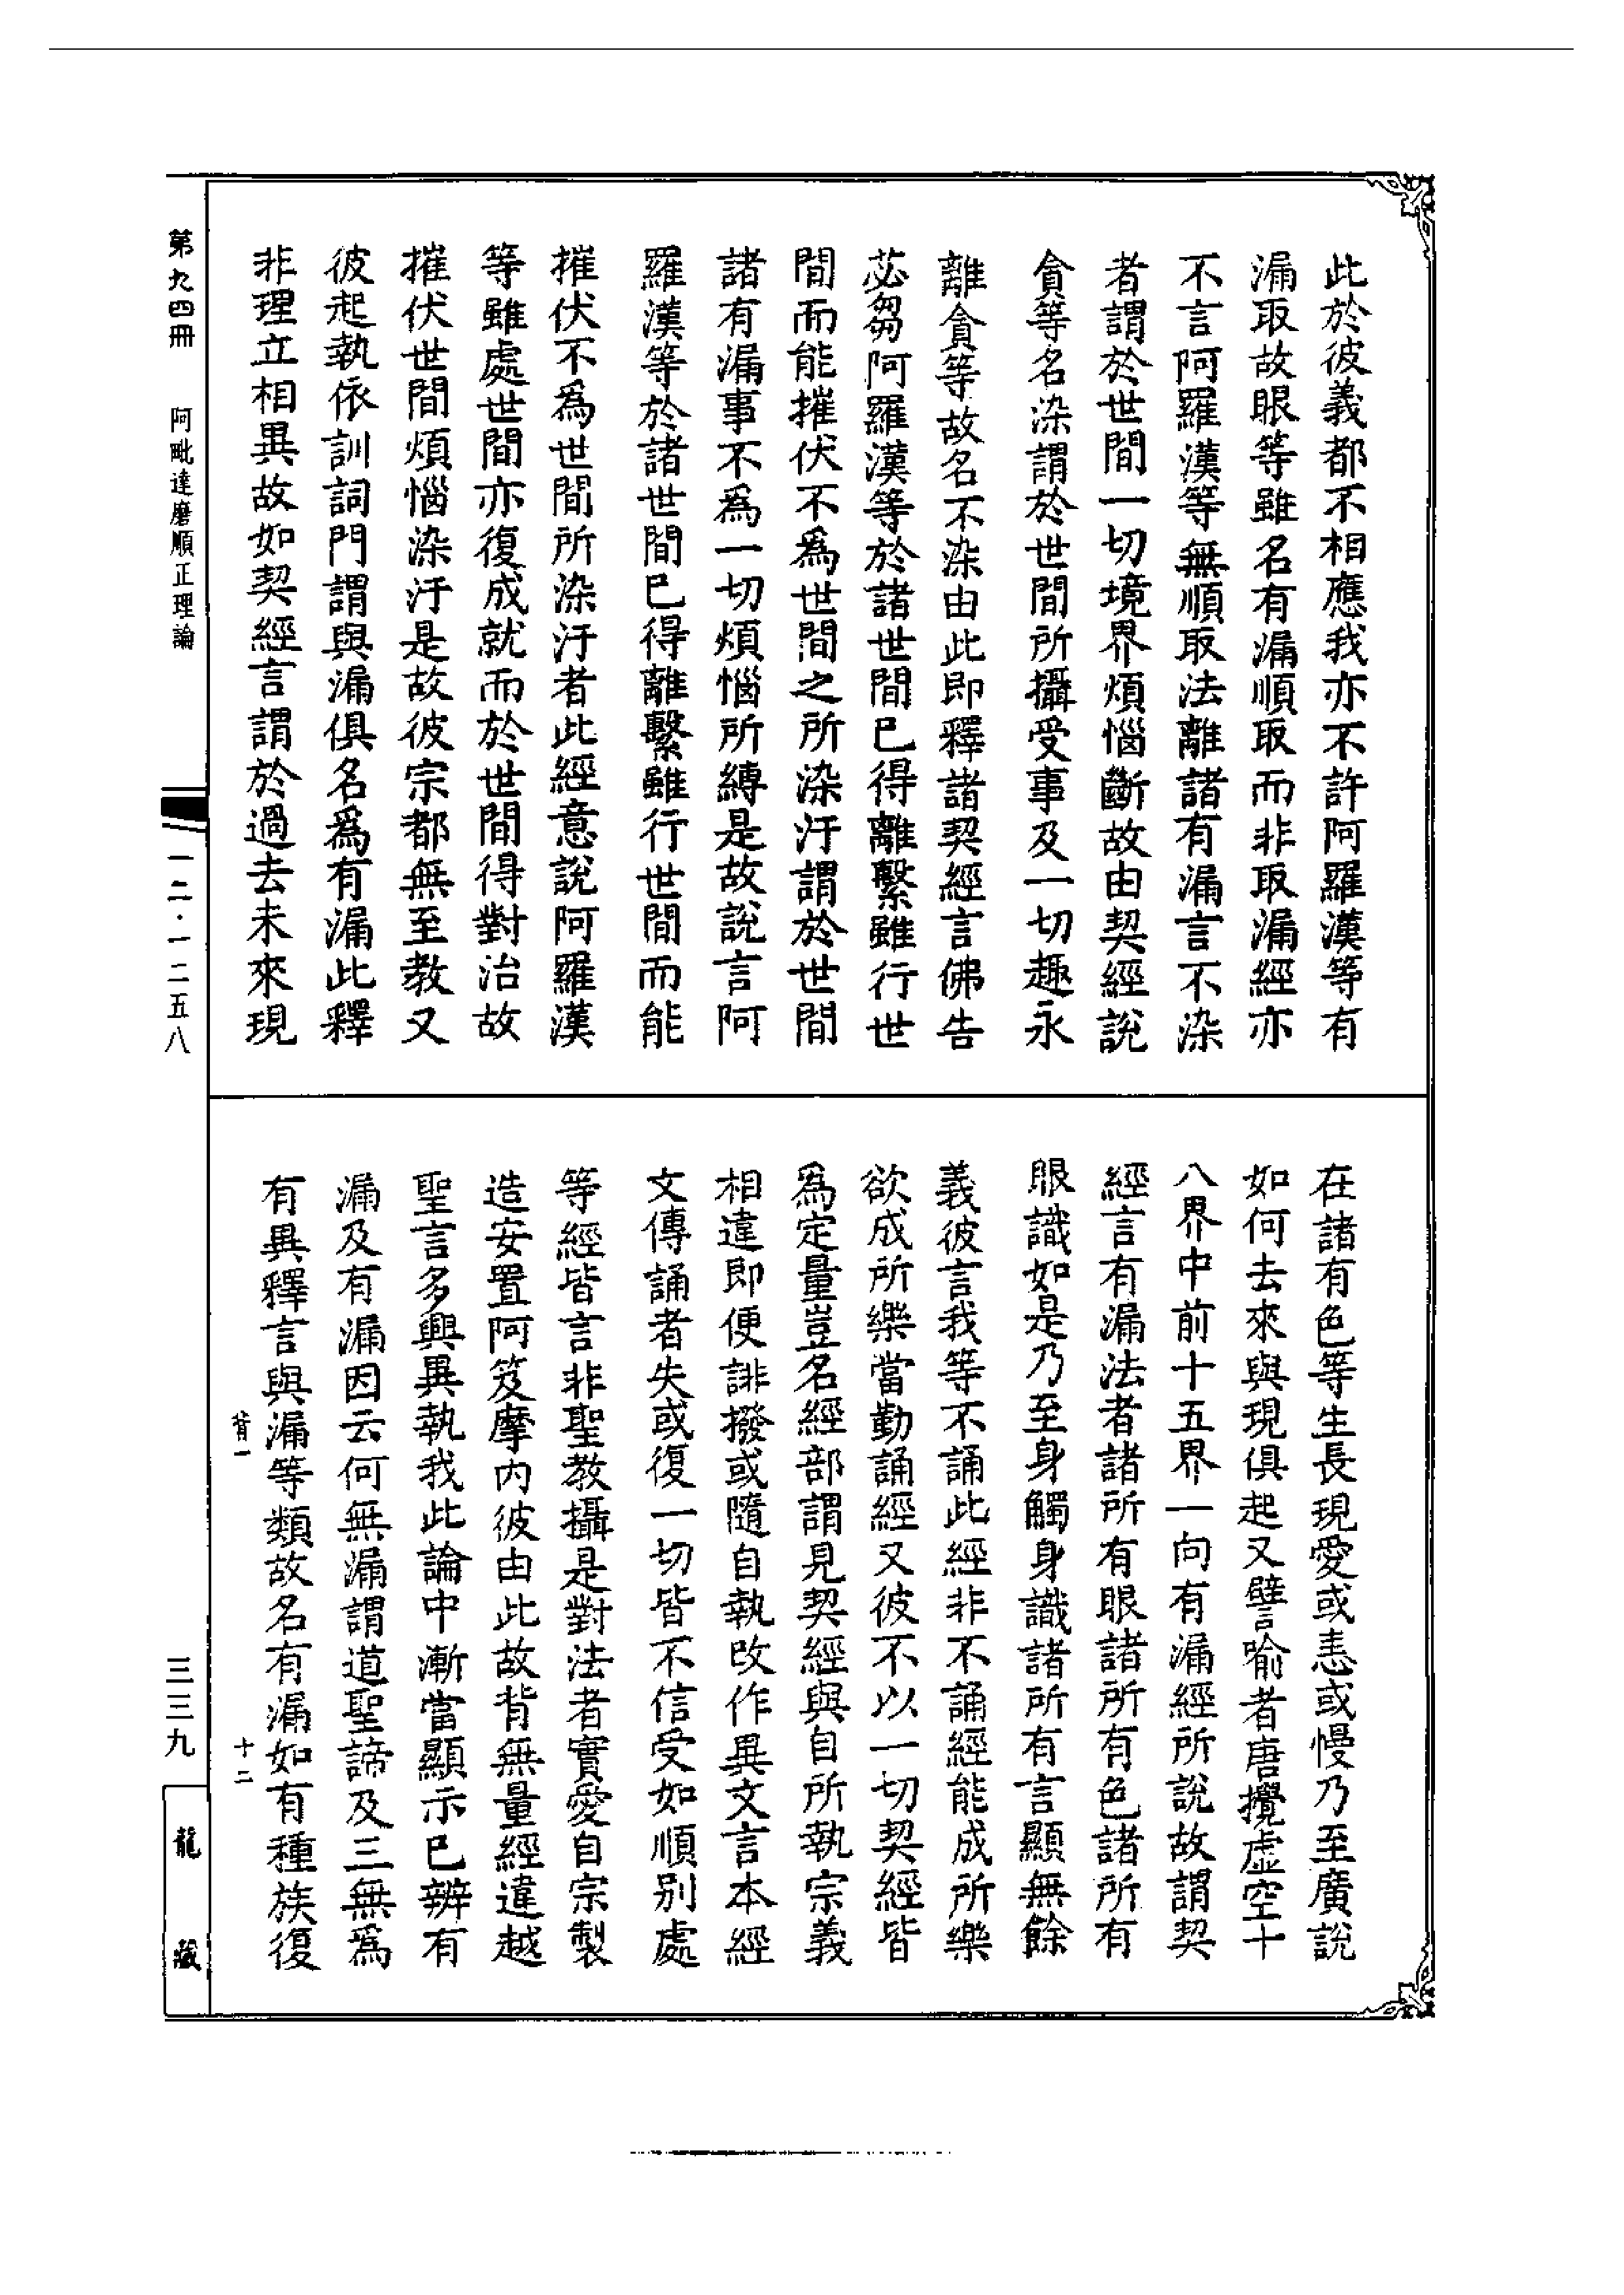 此於彼義都不相應我亦不許阿羅漢等有
漏取故眼等雖名有漏順取而非取漏經亦
不言阿羅漢等無順取法離諸有漏言不染
者謂於世間一切境界煩惱斷故由契經說
貪等名染謂於世間所攝受事及一切趣永
離貪等故名不染由此即釋諸契經言佛告
苾芻阿羅漢等於諸世間已得離繫雖行世
間而能摧伏不為世間之所染汙謂於世間
諸有漏事不為一切煩惱所縛是故說言阿
羅漢等於諸世間已得離繫雖行世間而能
摧伏不為世間所染汙者此經意說阿羅漢
等雖處世間亦復成就而於世間得對治故
摧伏世間煩惱染汙是故彼宗都無至教又
彼起執依訓詞門謂與漏俱名為有漏此釋
非理立相異故如契經言謂於過去未來現
在諸有色等生長現愛或恚或慢乃至廣說
如何去來與現俱起又譬喻者唐攪虛空十
八界中前十五界一向有漏經所說故謂契
經言有漏法者諸所有眼諸所有色諸所有
眼識如是乃至身觸身識諸所有言顯無餘
義彼言我等不誦此經非不誦經能成所樂
欲成所樂當勤誦經又彼不以一切契經皆
為定量豈名經部謂見契經與自所執宗義
相違即便誹撥或隨自執改作異文言本經
文傳誦者失或復一切皆不信受如順別處
等經皆言非聖教攝是對法者實愛自宗製
造安置阿笈摩內彼由此故背無量經違越
聖言多興異執我此論中漸當顯示已辨有
漏及有漏因云何無漏謂道聖諦及三無為
有異釋言與漏等類故名有漏如有種族復
背一 十二
第九四冊 阿毗達磨順正理論
一二·一二五八
三三九
龍藏